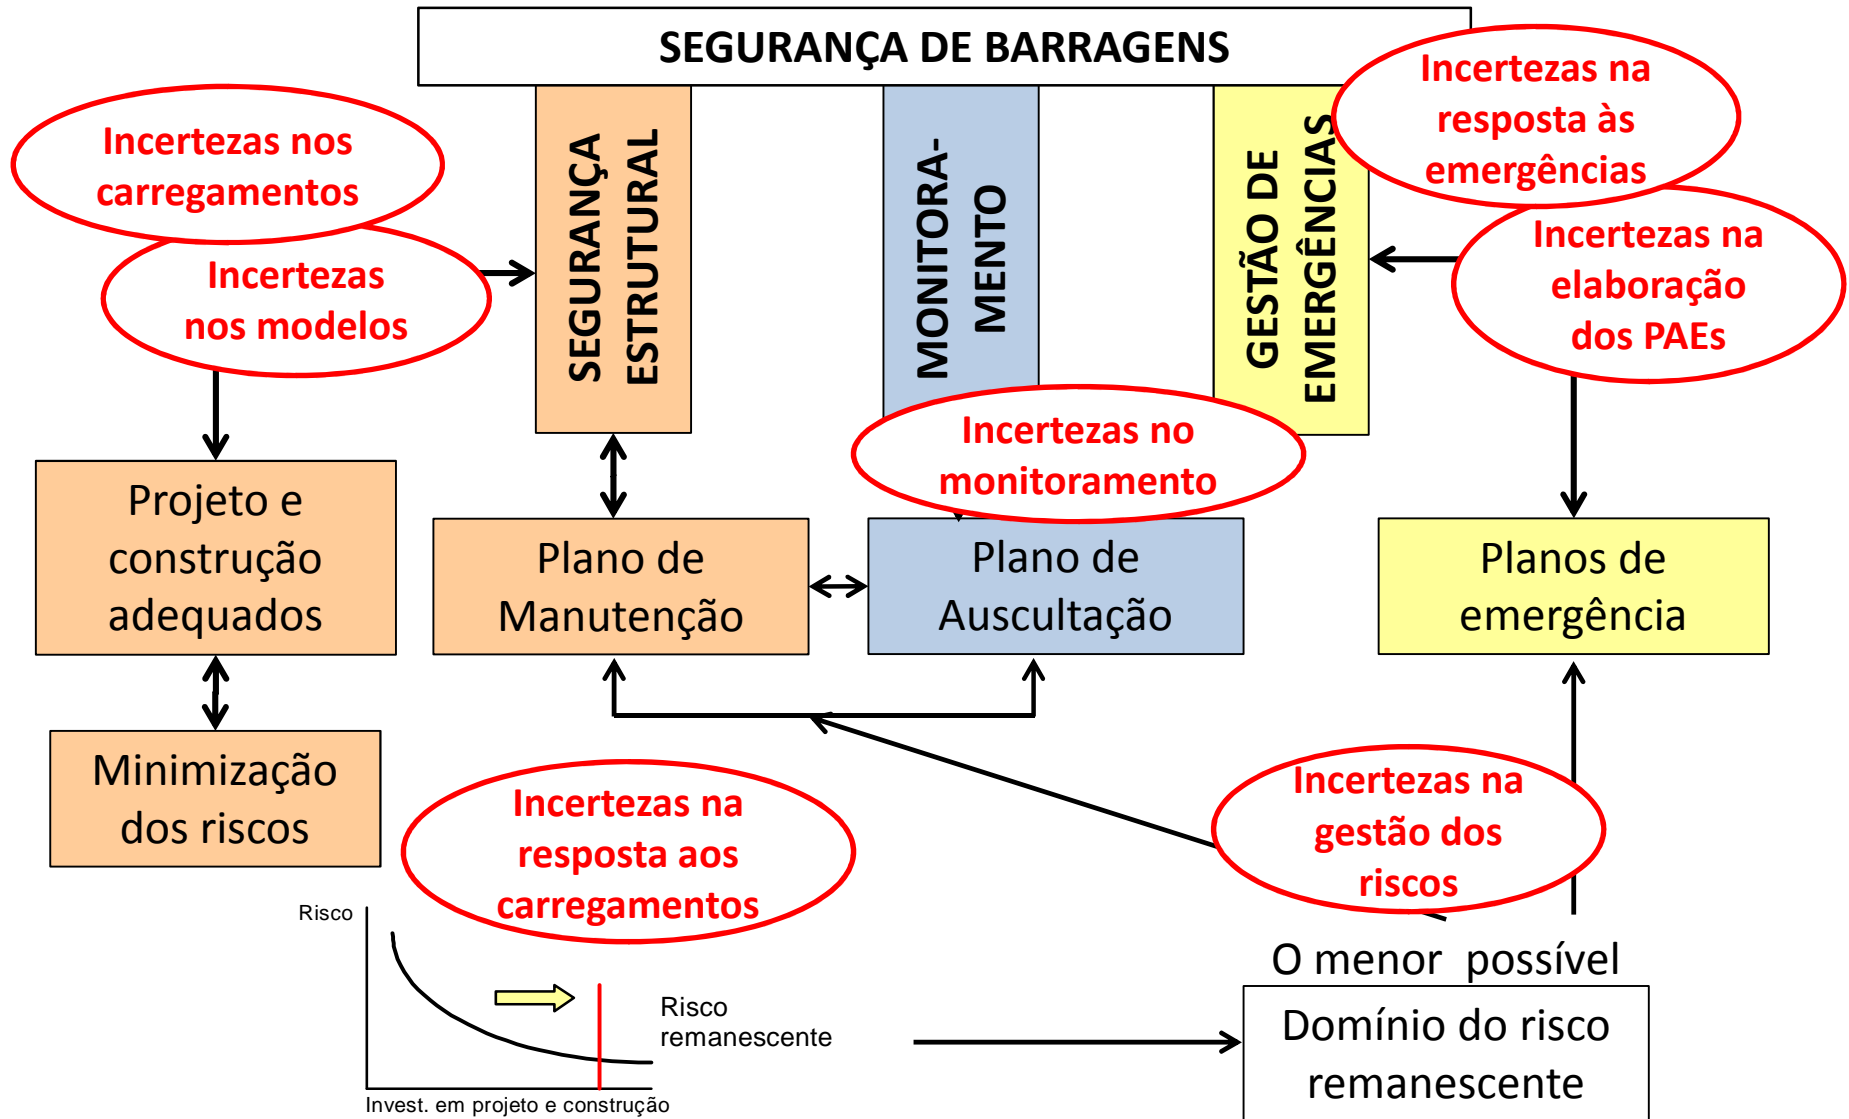 SEGURANÇA DE BARRAGENS
Incertezas nos
carregamentos
Incertezas
nos modelos
SEGURANÇA
ESTRUTURAL
MONITORA-
MENTO
GESTÃO DE
EMERGÊNCIAS
Incertezas na
resposta às
emergências
Incertezas na
elaboração
dos PAEs
Incertezas no
monitoramento
Projeto e
construção
adequados
Plano de
Manutenção
Plano de
Auscultação
Planos de
emergência
Minimização
dos riscos
Incertezas na
resposta aos
carregamentos
Incertezas na
gestão dos
riscos
Risco
Risco
remanescente
Invest. em projeto e construção
O menor possível
Domínio do risco
remanescente